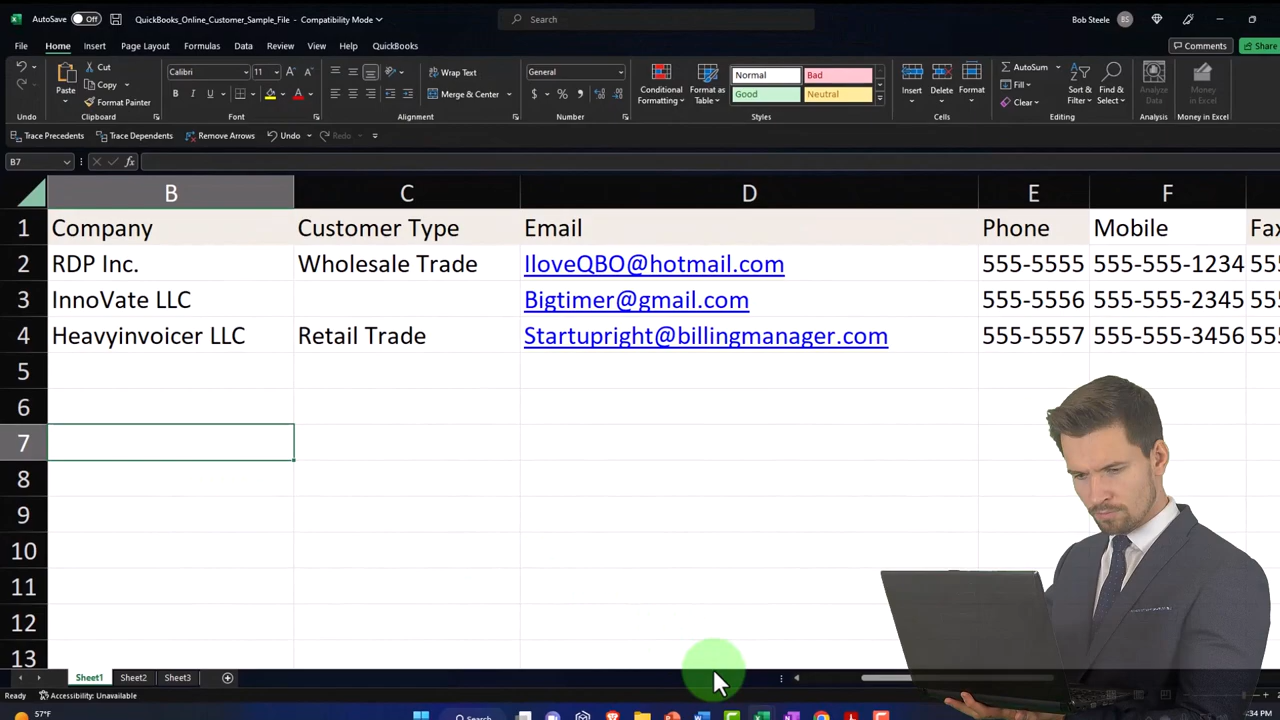 AutoSave Off QuickBooks_Online_Customer_Sample_File - Compatibility Mode Search Bob Steele BS
File Home Insert Page Layout Formulas Data Review View Help QuickBooks Comments Share
Paste Cut Copy Format Painter
Calibri 11 B I U A
Wrap Text Merge & Center
General $ % ,
Conditional Formatting Format as Table
Normal Bad Good Neutral
Insert Delete Format
AutoSum Fill Clear Sort & Filter Find & Select
Analyze Data Money in Excel
Undo Clipboard Font Alignment Number Styles Cells Editing Analysis Money in Excel
Trace Precedents Trace Dependents Remove Arrows Undo Redo
B7 fx
B C D E F
1 Company Customer Type Email Phone Mobile Fax
2 RDP Inc. Wholesale Trade IloveQBO@hotmail.com 555-5555 555-555-1234 55
3 InnoVate LLC Bigtimer@gmail.com 555-5556 555-555-2345 55
4 Heavyinvoicer LLC Retail Trade Startupright@billingmanager.com 555-5557 555-555-3456 55
5
6
7
8
9
10
11
12
13
Sheet1 Sheet2 Sheet3
Ready Accessibility: Unavailable
57°F Search :34 PM